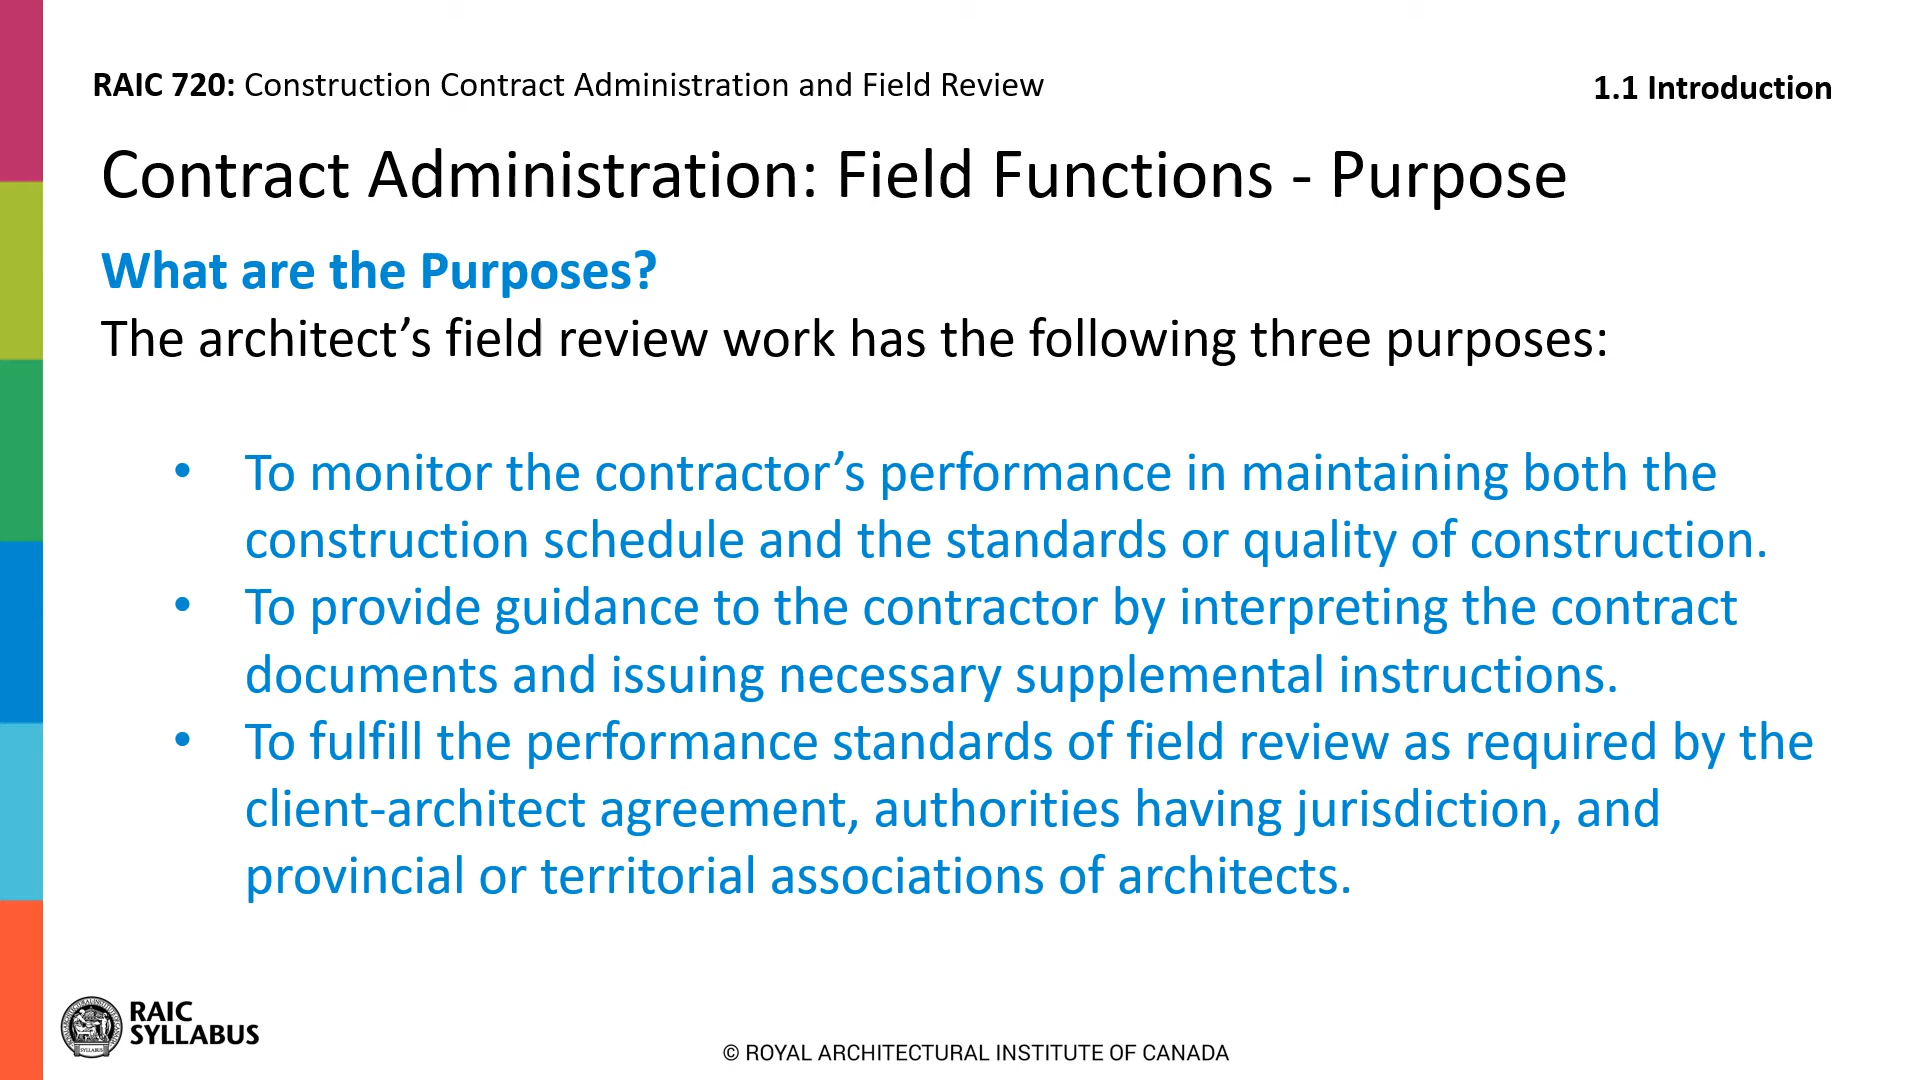 RAIC 720: Construction Contract Administration and Field Review
1.1 Introduction
Contract Administration: Field Functions - Purpose
What are the Purposes?
The architect’s field review work has the following three purposes:
• To monitor the contractor’s performance in maintaining both the
construction schedule and the standards or quality of construction.
• To provide guidance to the contractor by interpreting the contract
documents and issuing necessary supplemental instructions.
• To fulfill the performance standards of field review as required by the
client-architect agreement, authorities having jurisdiction, and
provincial or territorial associations of architects.
RAIC
SYLLABUS
© ROYAL ARCHITECTURAL INSTITUTE OF CANADA